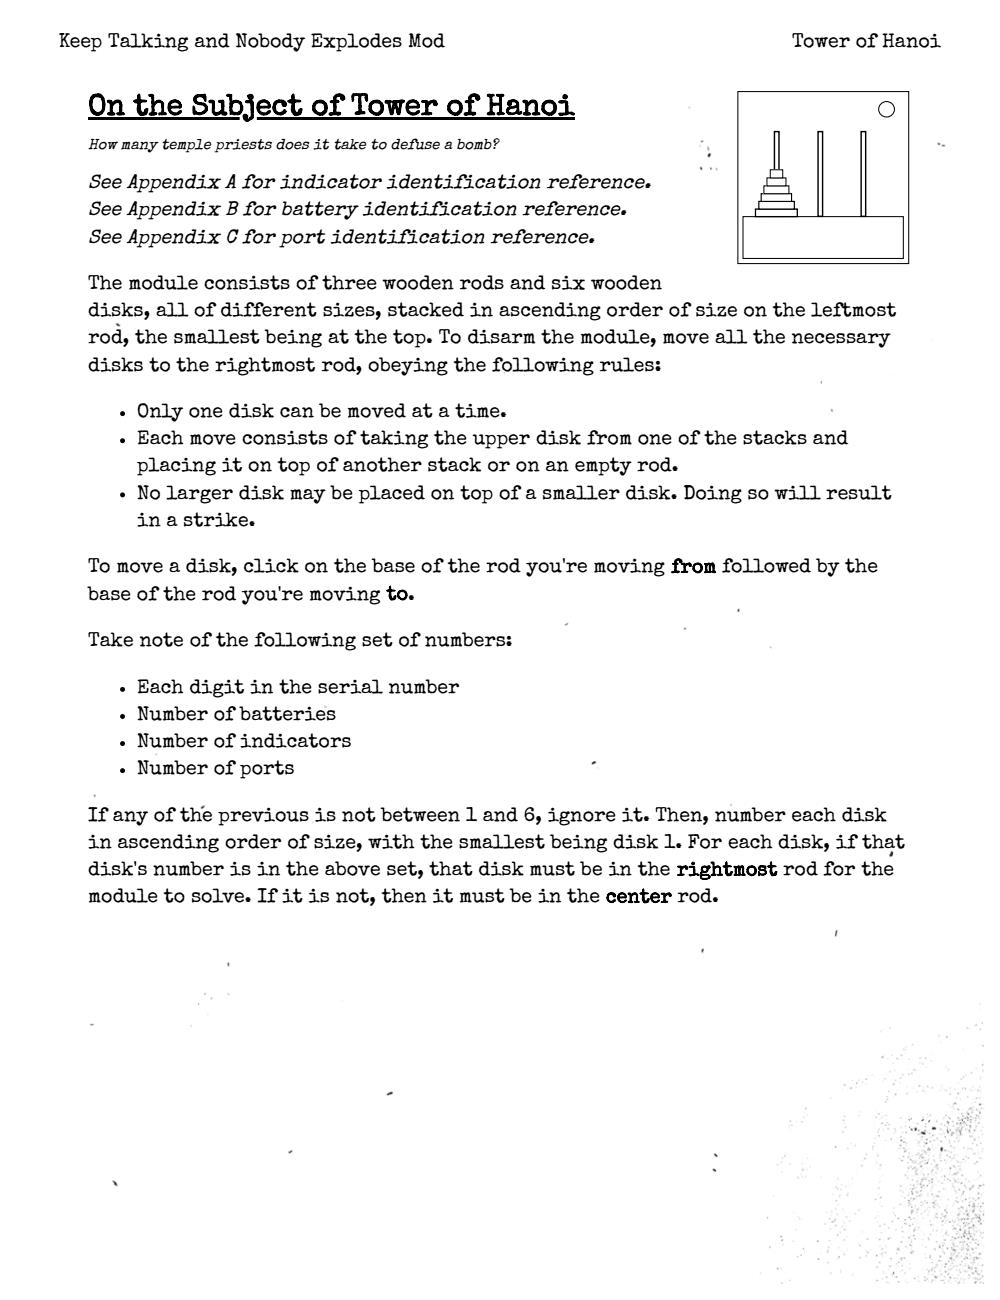 Keep Talking and Nobody Explodes Mod
Tower of Hanoi
On the Subject of Tower of Hanoi
How many temple priests does it take to defuse a bomb?
See Appendix A for indicator identification reference.
See Appendix B for battery identification reference.
See Appendix C for port identification reference.
The module consists of three wooden rods and six wooden
disks, all of different sizes, stacked in ascending order of size on the leftmost
rod, the smallest being at the top. To disarm the module, move all the necessary
disks to the rightmost rod, obeying the following rules:
• Only one disk can be moved at a time.
• Each move consists of taking the upper disk from one of the stacks and
placing it on top of another stack or on an empty rod.
• No larger disk may be placed on top of a smaller disk. Doing so will result
in a strike.
To move a disk, click on the base of the rod you're moving from followed by the
base of the rod you're moving to.
Take note of the following set of numbers:
• Each digit in the serial number
• Number of batteries
• Number of indicators
• Number of ports
If any of the previous is not between 1 and 6, ignore it. Then, number each disk
in ascending order of size, with the smallest being disk 1. For each disk, if that
disk's number is in the above set, that disk must be in the rightmost rod for the
module to solve. If it is not, then it must be in the center rod.